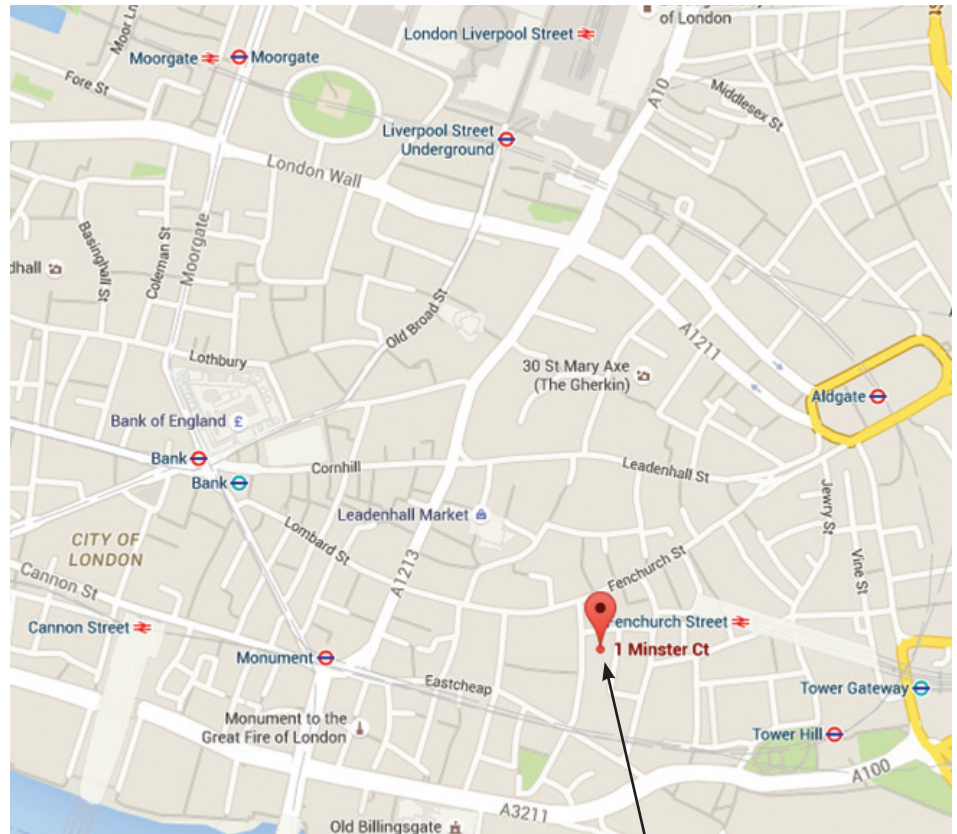 of London
London Liverpool Street
Moor Ln
Moorgate
Moorgate
Fore St
A10
Middlesex St
Liverpool Street
Underground
London Wall
Moorgate
Basinghall St
Coleman St
dhall
Old Broad St
A1211
Lothbury
30 St Mary Axe
(The Gherkin)
Aldgate
Bank of England £
Bank
Cornhill
Leadenhall St
Bank
Jewry St
Leadenhall Market
Lombard St
CITY OF
LONDON
A1213
Fenchurch St
Vine St
Cannon St
Cannon Street
Fenchurch Street
1 Minster Ct
Monument
Eastcheap
Tower Gateway
Monument to the
Great Fire of London
Tower Hill
A100
A3211
Old Billingsgate